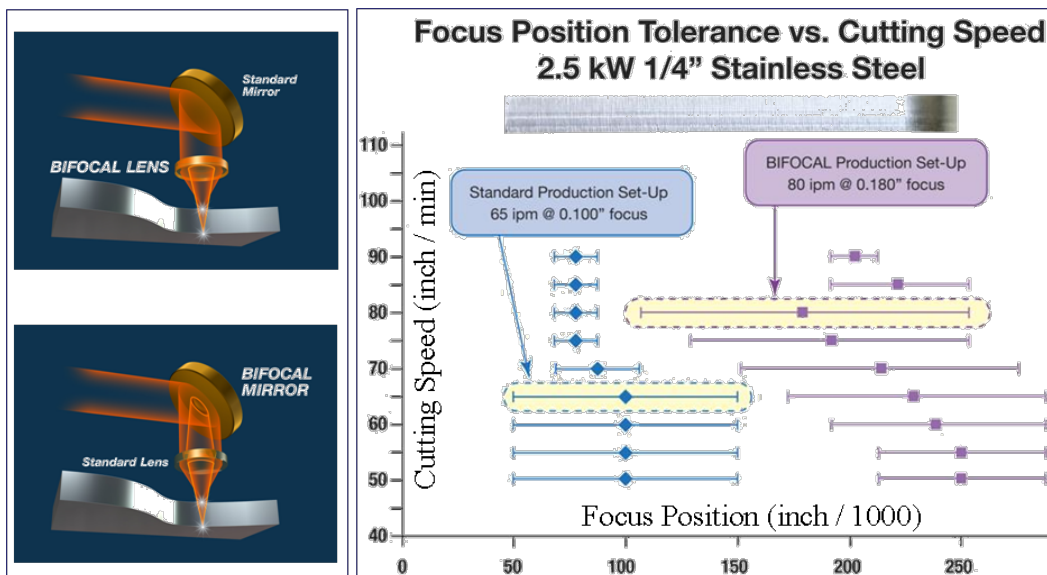 Standard
Mirror
BIFOCAL LENS
BIFOCAL
MIRROR
Standard Lens
Focus Position Tolerance vs. Cutting Speed
2.5 kW 1/4” Stainless Steel
Standard Production Set-Up
65 ipm @ 0.100” focus
BIFOCAL Production Set-Up
80 ipm @ 0.180” focus
Cutting Speed (inch / min)
110
100
90
80
70
60
50
40
Focus Position (inch / 1000)
0
50
100
150
200
250